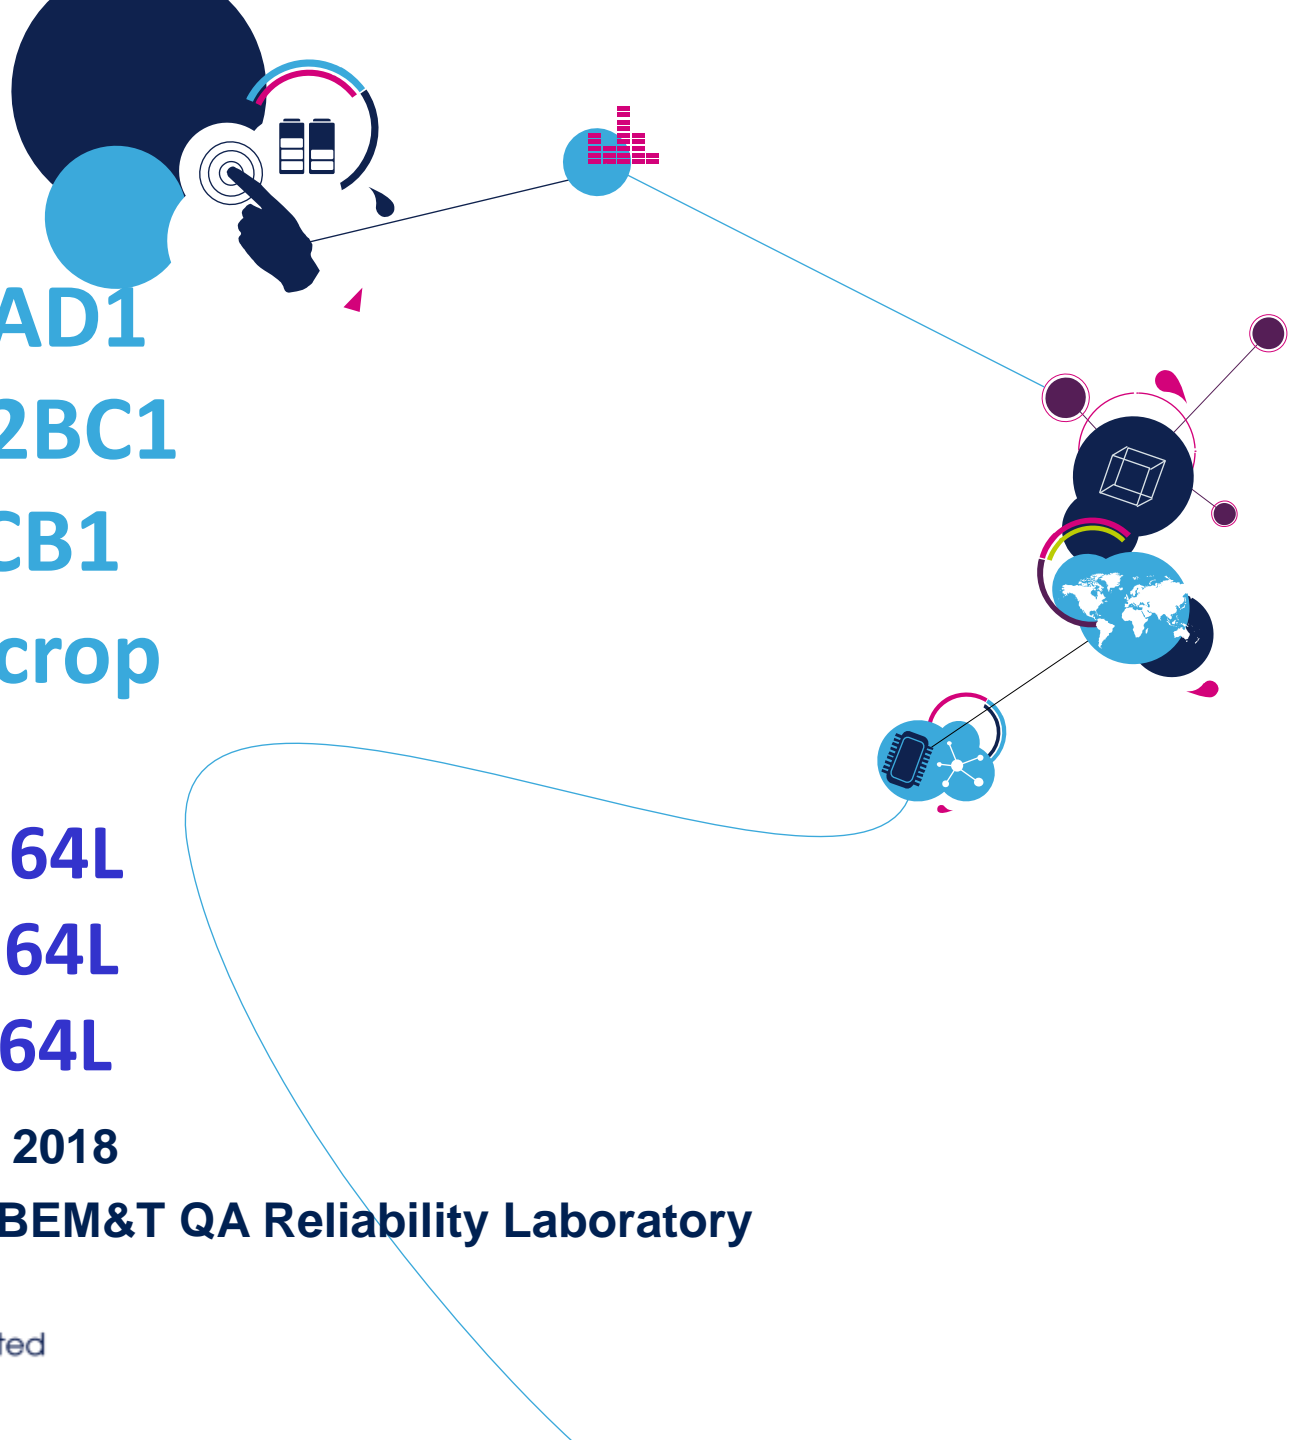 AD1
2BC1
CB1
crop
64L
64L
64L
2018
BEM&T QA Reliability Laboratory
ted